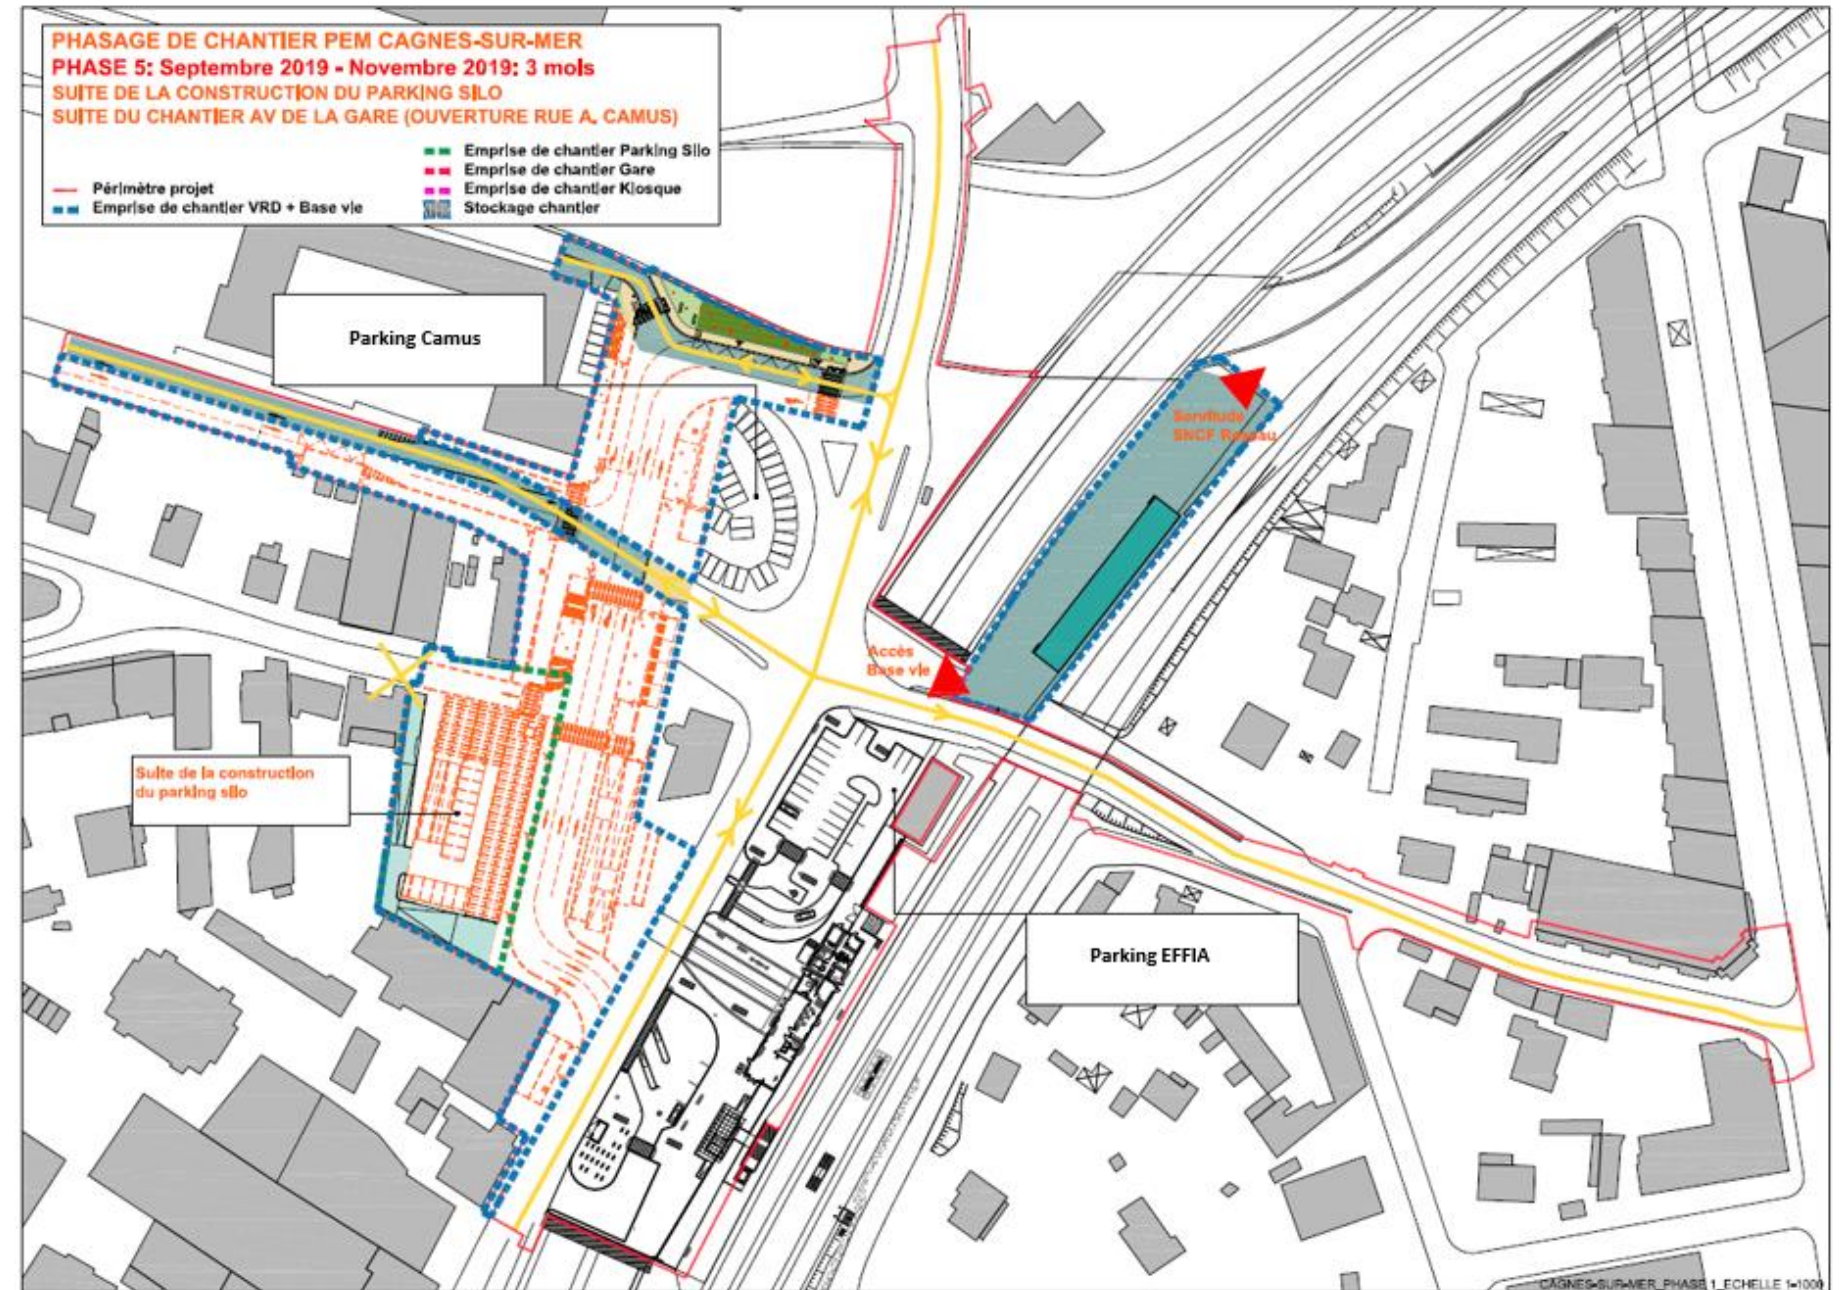 PHASAGE DE CHANTIER PEM CAGNES-SUR-MER
PHASE 5: Septembre 2019 - Novembre 2019: 3 mois
SUITE DE LA CONSTRUCTION DU PARKING SILO
SUITE DU CHANTIER AV DE LA GARE (OUVERTURE RUE A. CAMUS)
Périmètre projet
Emprise de chantier VRD + Base vie
Emprise de chantier Parking Silo
Emprise de chantier Gare
Emprise de chantier Kiosque
Stockage chantier
Parking Camus
Servitude
SNCF Réseau
Accès
Base vie
Suite de la construction
du parking silo
Parking EFFIA
CAGNES-SUR-MER_PHASE 1_ECHELLE 1=1000